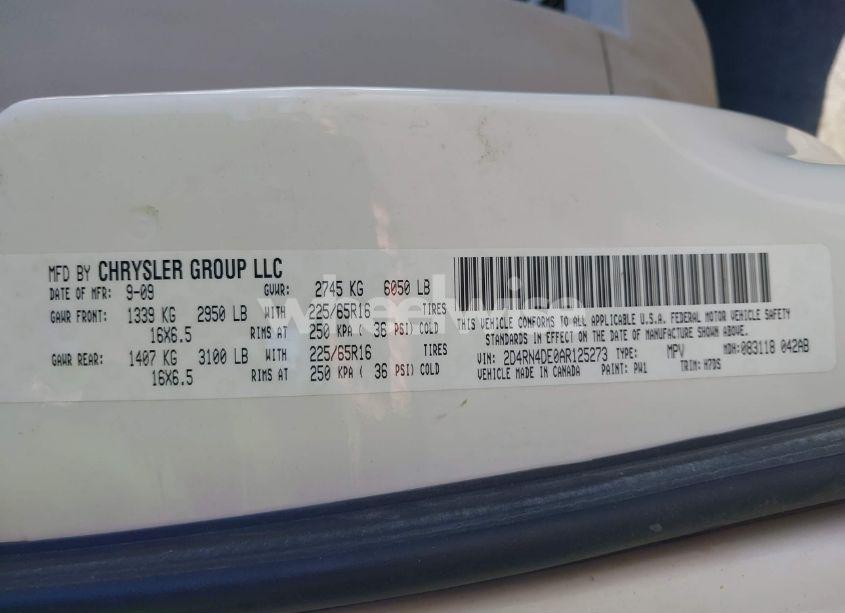 MFD BY CHRYSLER GROUP LLC
DATE OF MFR: 9-09 GVWR: 2745 KG 6050 LB
GAWR FRONT: 1339 KG 2950 LB WITH 225/65R16 TIRES
16X6.5 RIMS AT 250 KPA ( 36 PSI) COLD
GAWR REAR: 1407 KG 3100 LB WITH 225/65R16 TIRES
16X6.5 RIMS AT 250 KPA ( 36 PSI) COLD
THIS VEHICLE CONFORMS TO ALL APPLICABLE U.S.A. FEDERAL MOTOR VEHICLE SAFETY
STANDARDS IN EFFECT ON THE DATE OF MANUFACTURE SHOWN ABOVE.
VIN: 2D4RN4DE0AR125273 TYPE: MPV MDH: 083118 042AB
VEHICLE MADE IN CANADA PAINT: PW1 TRIM: H7DS
wheelwise